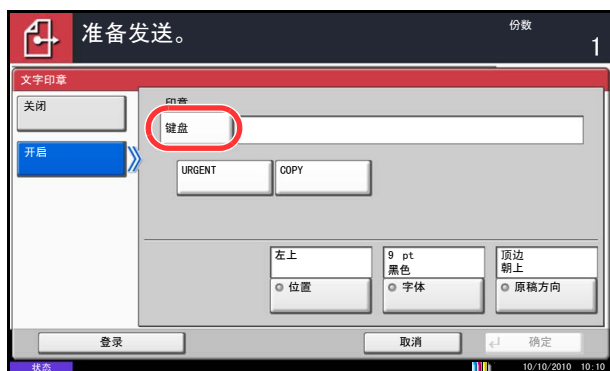 准备发送。
份数
1
文字印章
关闭
印章
键盘
开启
URGENT
COPY
左上
9 pt
黑色
顶边
朝上
位置
字体
原稿方向
登录
取消
确定
状态
10/10/2010 10:10